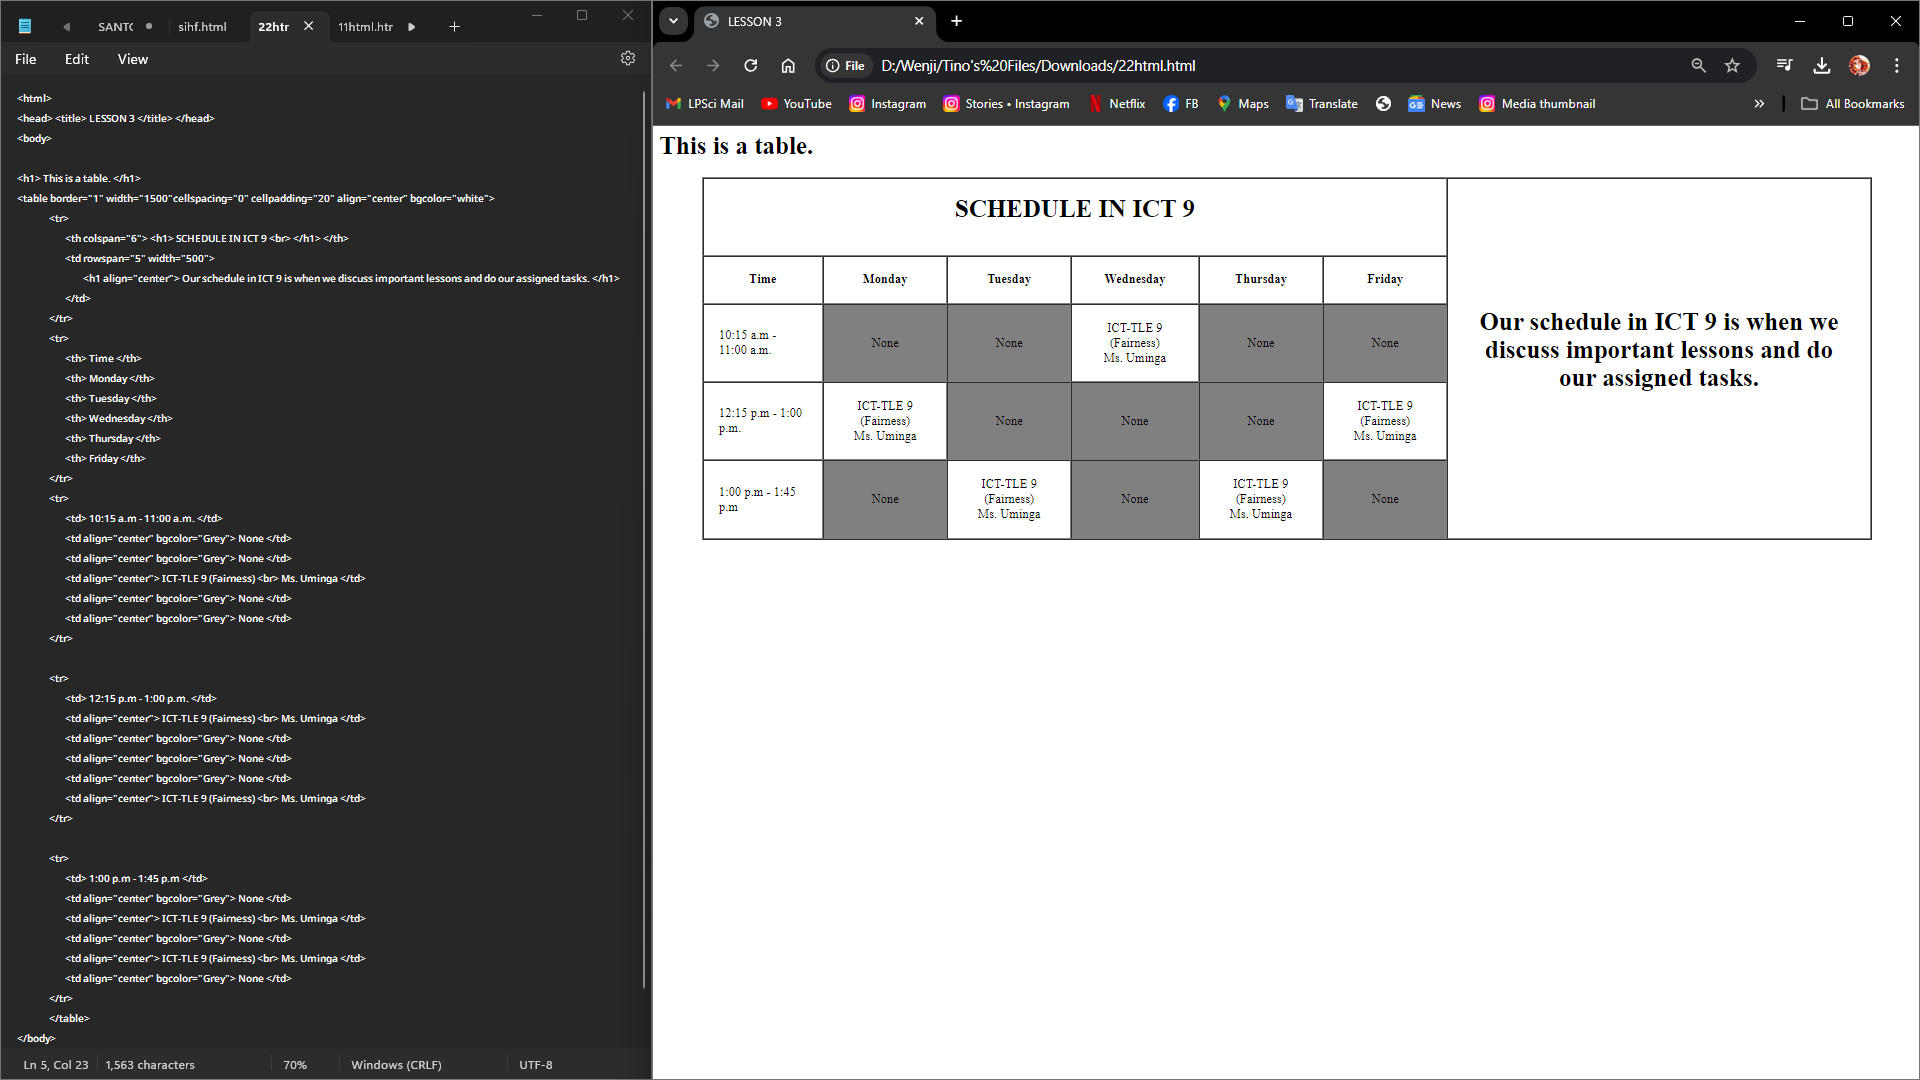 SANTC
sihf.html
22htr
11html.htr
File
Edit
View
<html>
<head> <title> LESSON 3 </title> </head>
<body>
<h1> This is a table. </h1>
<table border="1" width="1500"cellspacing="0" cellpadding="20" align="center" bgcolor="white">
<tr>
<th colspan="6"> <h1> SCHEDULE IN ICT 9 <br> </h1> </th>
<td rowspan="5" width="500">
<h1 align="center"> Our schedule in ICT 9 is when we discuss important lessons and do our assigned tasks. </h1>
</td>
</tr>
<tr>
<th> Time </th>
<th> Monday </th>
<th> Tuesday </th>
<th> Wednesday </th>
<th> Thursday </th>
<th> Friday </th>
</tr>
<tr>
<td> 10:15 a.m - 11:00 a.m. </td>
<td align="center" bgcolor="Grey"> None </td>
<td align="center" bgcolor="Grey"> None </td>
<td align="center"> ICT-TLE 9 (Fairness) <br> Ms. Uminga </td>
<td align="center" bgcolor="Grey"> None </td>
<td align="center" bgcolor="Grey"> None </td>
</tr>
<tr>
<td> 12:15 p.m - 1:00 p.m. </td>
<td align="center"> ICT-TLE 9 (Fairness) <br> Ms. Uminga </td>
<td align="center" bgcolor="Grey"> None </td>
<td align="center" bgcolor="Grey"> None </td>
<td align="center" bgcolor="Grey"> None </td>
<td align="center"> ICT-TLE 9 (Fairness) <br> Ms. Uminga </td>
</tr>
<tr>
<td> 1:00 p.m - 1:45 p.m </td>
<td align="center" bgcolor="Grey"> None </td>
<td align="center"> ICT-TLE 9 (Fairness) <br> Ms. Uminga </td>
<td align="center" bgcolor="Grey"> None </td>
<td align="center"> ICT-TLE 9 (Fairness) <br> Ms. Uminga </td>
<td align="center" bgcolor="Grey"> None </td>
</tr>
</table>
</body>
Ln 5, Col 23
1,563 characters
70%
Windows (CRLF)
UTF-8
LESSON 3
File
D:/Wenji/Tino's%20Files/Downloads/22html.html
LPSci Mail
YouTube
Instagram
Stories • Instagram
Netflix
FB
Maps
Translate
News
Media thumbnail
All Bookmarks
This is a table.
SCHEDULE IN ICT 9
Time
Monday
Tuesday
Wednesday
Thursday
Friday
10:15 a.m -
11:00 a.m.
None
None
ICT-TLE 9
(Fairness)
Ms. Uminga
None
None
12:15 p.m - 1:00
p.m.
ICT-TLE 9
(Fairness)
Ms. Uminga
None
None
None
ICT-TLE 9
(Fairness)
Ms. Uminga
1:00 p.m - 1:45
p.m
None
ICT-TLE 9
(Fairness)
Ms. Uminga
None
ICT-TLE 9
(Fairness)
Ms. Uminga
None
Our schedule in ICT 9 is when we
discuss important lessons and do
our assigned tasks.